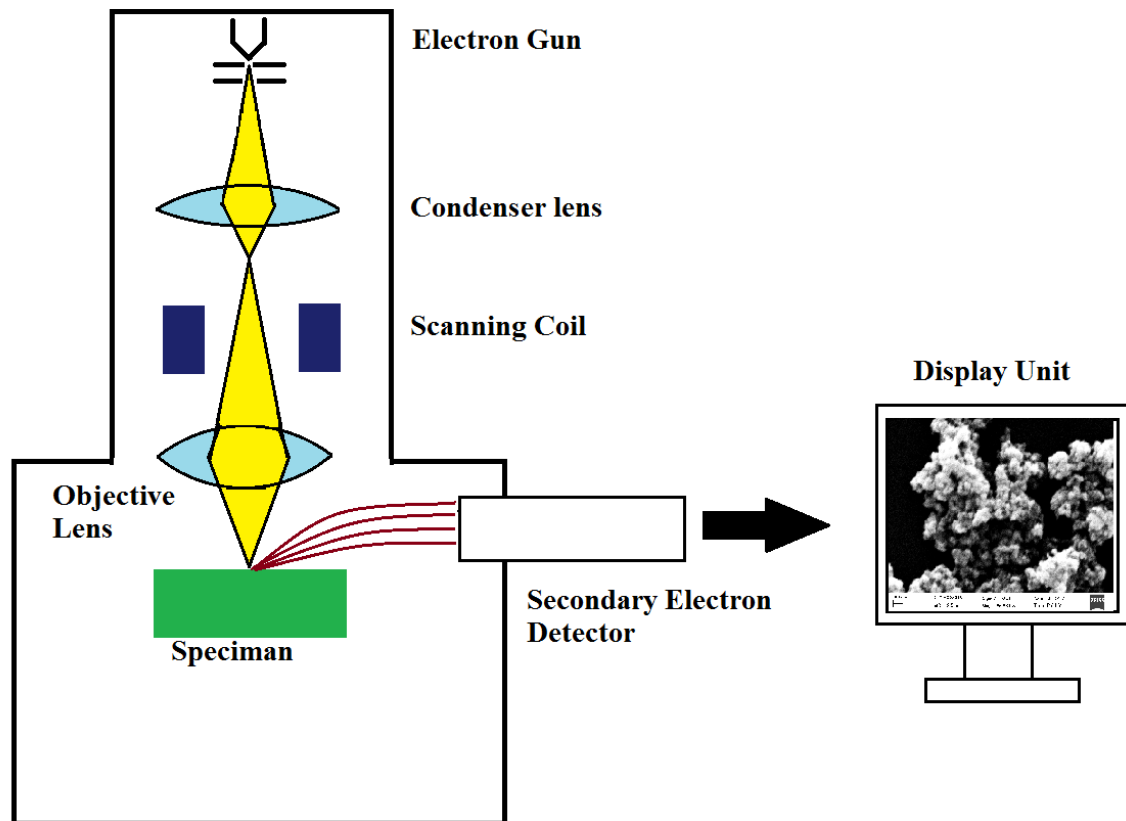 Electron Gun
Condenser lens
Scanning Coil
Display Unit
Objective
Lens
Secondary Electron
Detector
Speciman